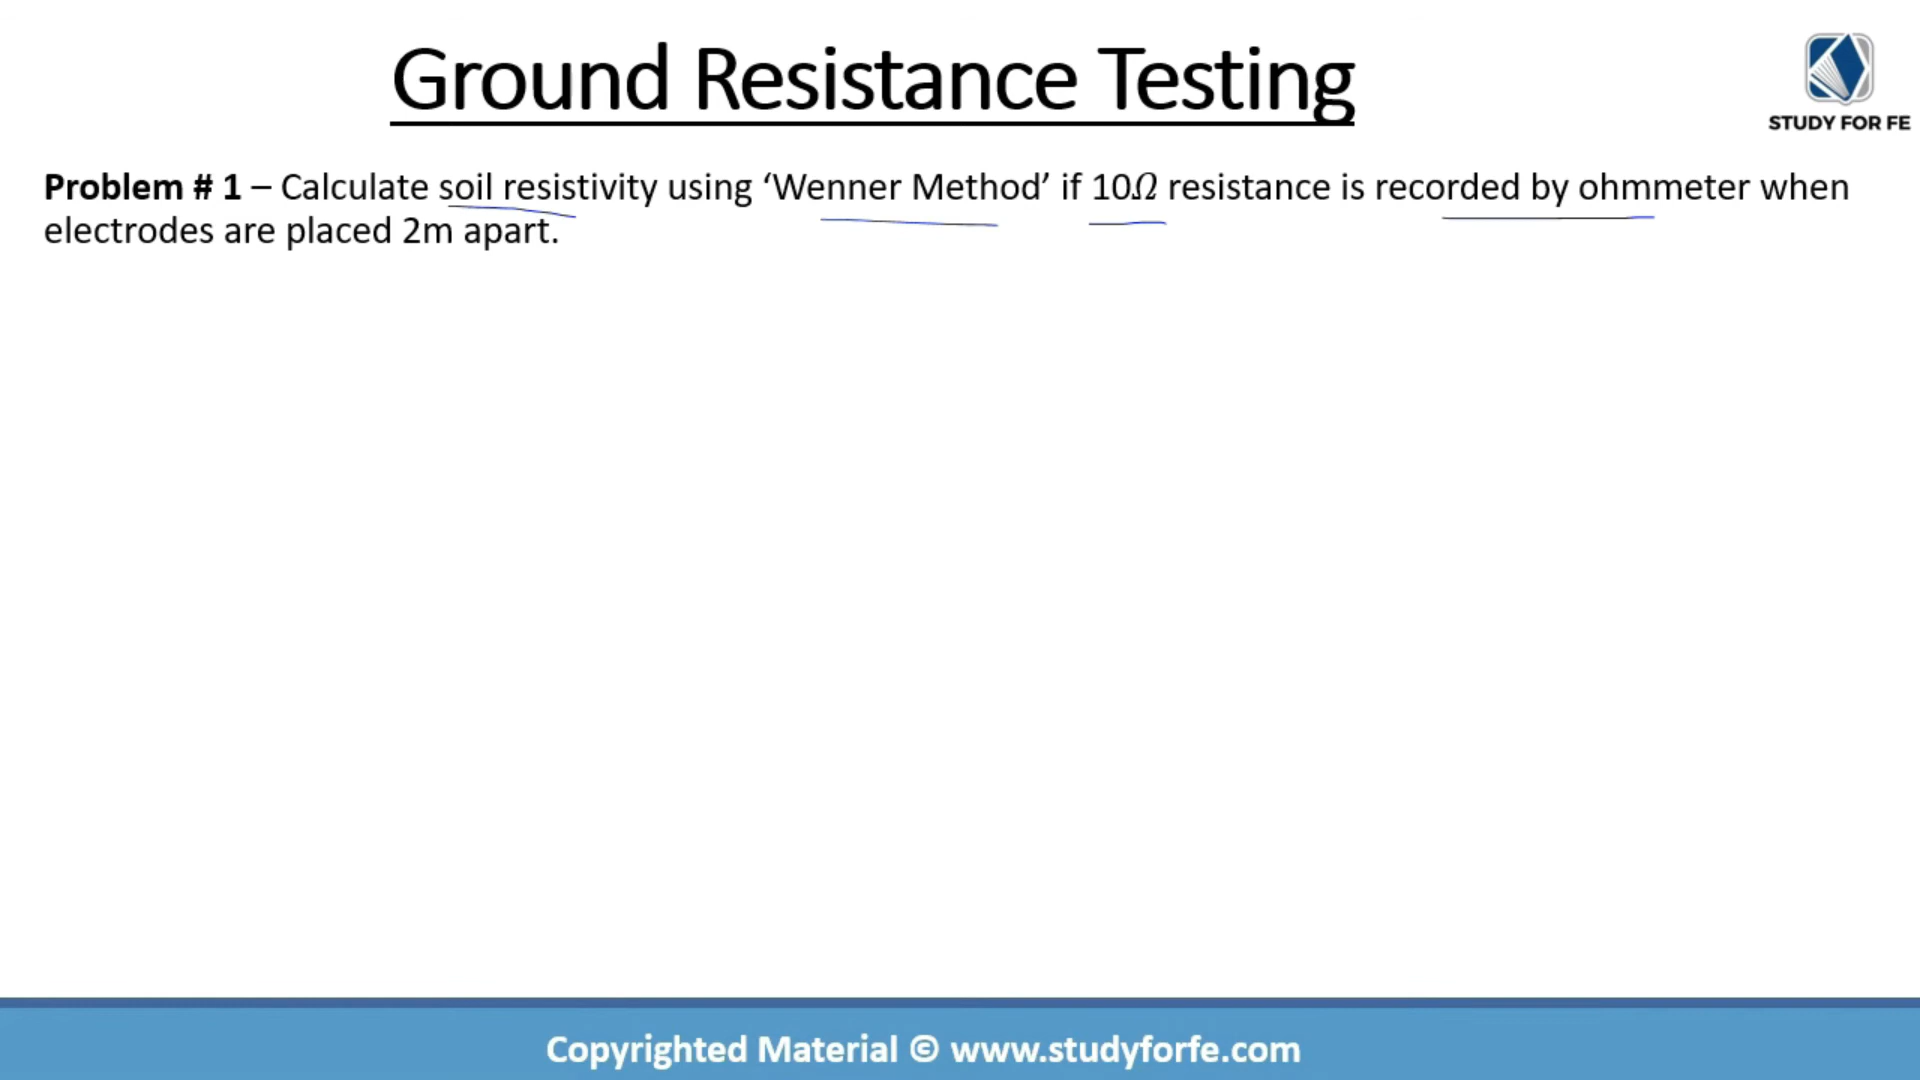 Ground Resistance Testing
STUDY FOR FE
Problem # 1 – Calculate soil resistivity using ‘Wenner Method’ if 10Ω resistance is recorded by ohmmeter when
electrodes are placed 2m apart.
Copyrighted Material © www.studyforfe.com